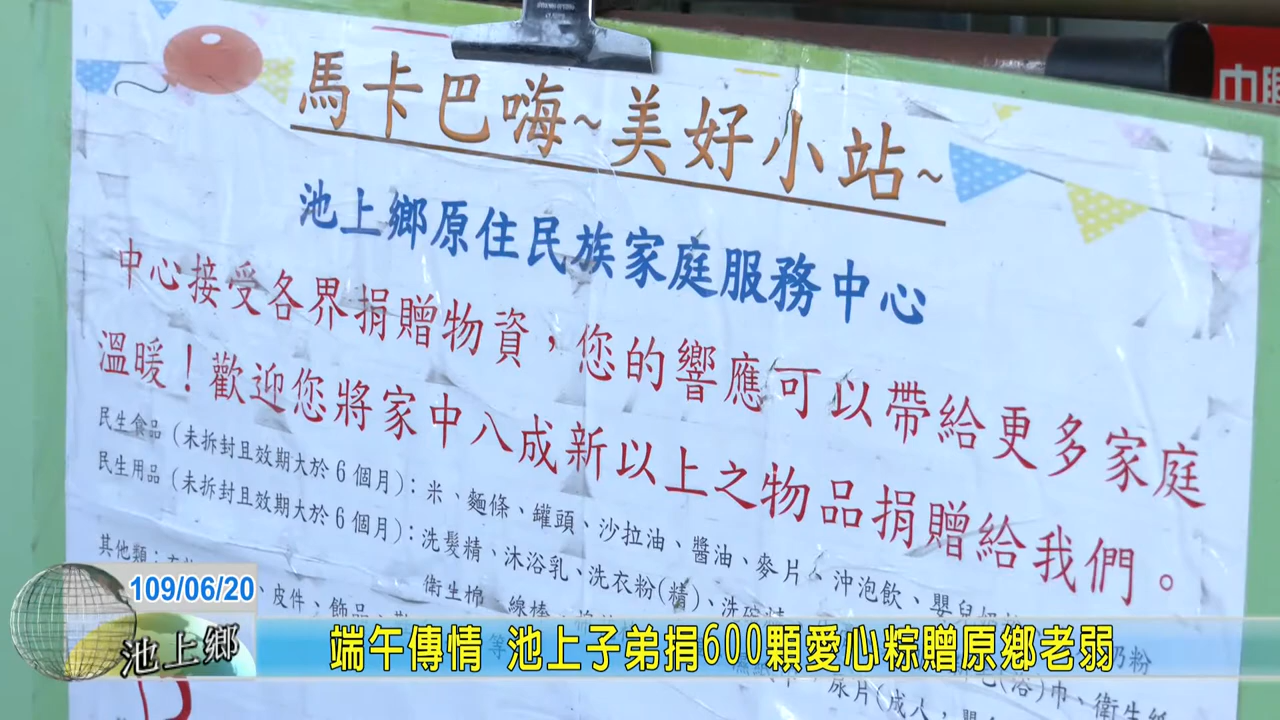 馬卡巴嗨~美好小站~
池上鄉原住民族家庭服務中心
中心接受各界捐贈物資，您的響應可以帶給更多家庭
溫暖！歡迎您將家中八成新以上之物品捐贈給我們。
民生食品 (未拆封且效期大於 6 個月)：米、麵條、罐頭、沙拉油、醬油、麥片、沖泡飲、嬰兒奶粉
民生用品 (未拆封且效期大於 6 個月)：洗髮精、沐浴乳、洗衣粉(精)、洗碗精
衛生棉、
巾、衛生紙
其他類：
、皮件、飾品、
等
尿片(成人，
109/06/20
池上鄉
端午傳情 池上子弟捐600顆愛心粽贈原鄉老弱